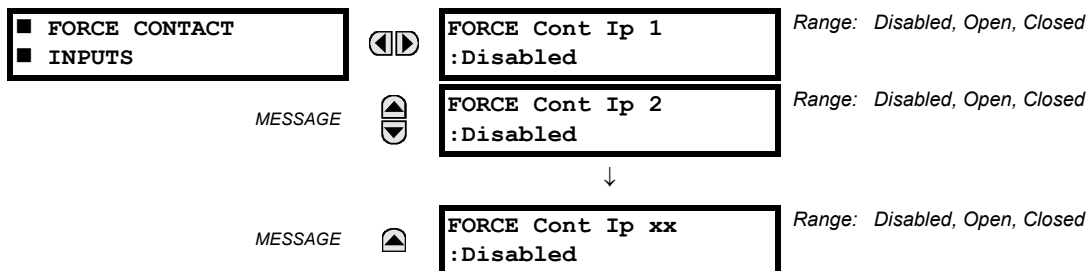 ■ FORCE CONTACT
■ INPUTS
FORCE Cont Ip 1
:Disabled
Range: Disabled, Open, Closed
MESSAGE
FORCE Cont Ip 2
:Disabled
Range: Disabled, Open, Closed
↓
MESSAGE
FORCE Cont Ip xx
:Disabled
Range: Disabled, Open, Closed